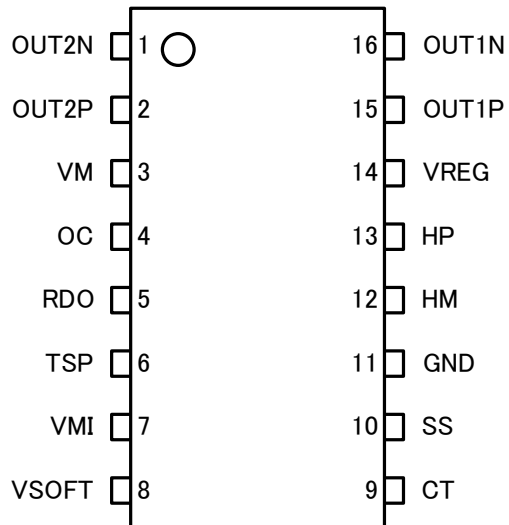 OUT2N 1 16 OUT1N
OUT2P 2 15 OUT1P
VM 3 14 VREG
OC 4 13 HP
RDO 5 12 HM
TSP 6 11 GND
VMI 7 10 SS
VSOFT 8 9 CT